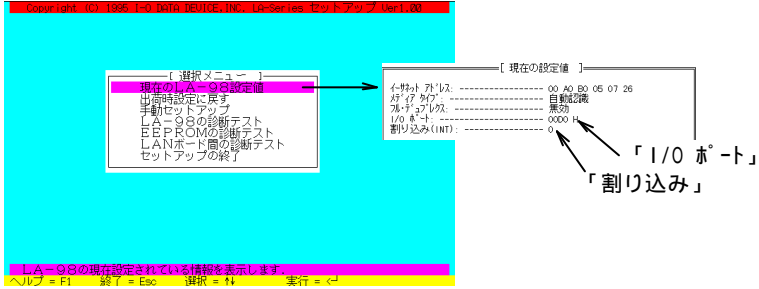 Copyright (C) 1996 I-O DATA DEVICE,INC. LA-Series セットアップ Ver1.00
[ 選択メニュー ]
現在のLA－98設定値
出荷時設定に戻す
手動セットアップ
LA－98の診断テスト
EEPROMの診断テスト
LANボード間の診断テスト
セットアップの終了
[ 現在の設定値 ]
ｲｰｻﾈｯﾄ ｱﾄﾞﾚｽ: ---------------- 00 A0 B0 05 07 26
ﾒﾃﾞｨｱ ﾀｲﾌﾟ: ---------------- 自動認識
ﾌﾙ･ﾃﾞｭﾌﾟﾚｸｽ: ---------------- 無効
I/O ﾎﾟｰﾄ: ---------------- 00D0 H
割り込み(INT): ---------------- 0
「I/O ﾎﾟｰﾄ」
「割り込み」
LA－98の現在設定されている情報を表示します.
ヘルプ = F1 終了 = Esc 選択 = ↑↓ 実行 = <┘